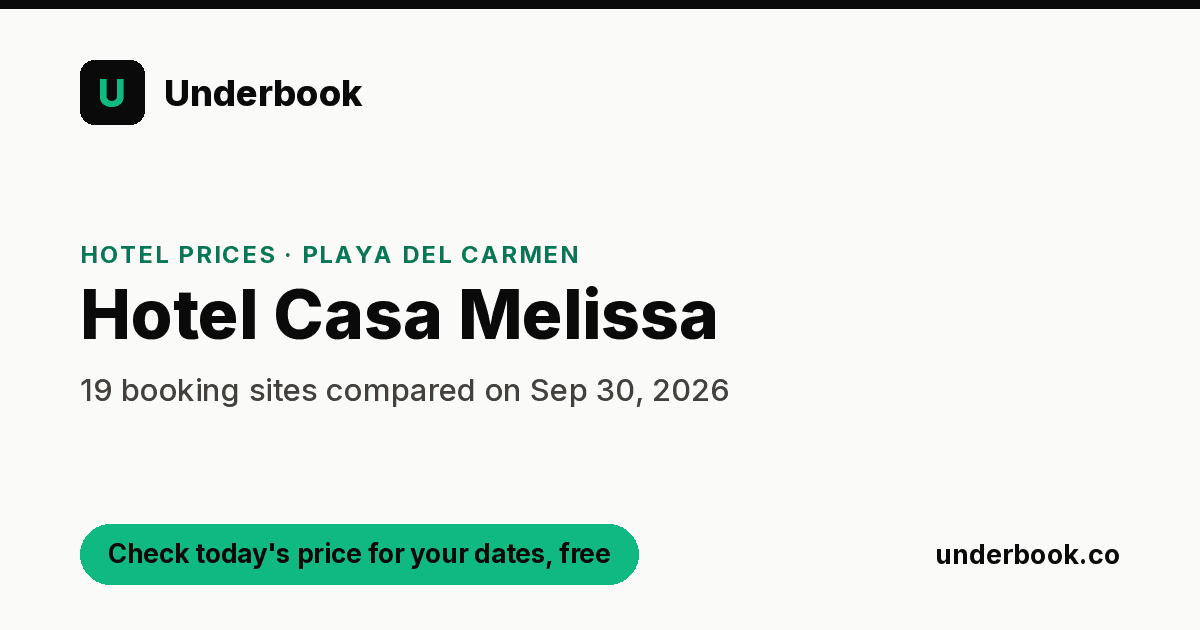 U Underbook
HOTEL PRICES · PLAYA DEL CARMEN
Hotel Casa Melissa
19 booking sites compared on Sep 30, 2026
Check today's price for your dates, free
underbook.co